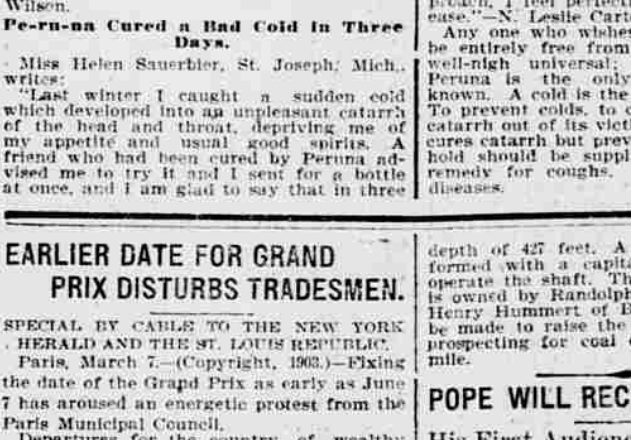 Wilson.
Pe-ru-na Cured a Bad Cold in Three
Days.
Miss Helen Sauerbier, St. Joseph, Mich.,
writes:
"Last winter I caught a sudden cold
which developed into an unpleasant catarrh
of the head and throat, depriving me of
my appetite and usual good spirits. A
friend who had been cured by Peruna ad-
vised me to try it and I sent for a bottle
at once, and I am glad to say that in three
EARLIER DATE FOR GRAND
PRIX DISTURBS TRADESMEN.
SPECIAL BY CABLE TO THE NEW YORK
HERALD AND THE ST. LOUIS REPUBLIC.
Paris, March 7.—(Copyright, 1903.)—Fixing
the date of the Grand Prix as early as June
7 has aroused an energetic protest from the
Paris Municipal Council.
Departures for the country of wealthy
I feel perfect
ease."—N. Leslie Cart
Any one who wishes
be entirely free from
well-nigh universal;
Peruna is the only
known. A cold is the
To prevent colds, to c
catarrh out of its vict
cures catarrh but prev
hold should be suppl
remedy for coughs,
diseases.
depth of 427 feet. A
formed with a capita
operate the shaft. Th
is owned by Randolph
Henry Hummert of B
be made to raise the
prospecting for coal
mile.
POPE WILL REC
His First Audien